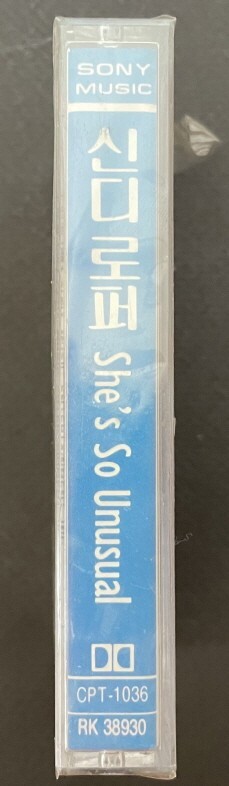 SONY
MUSIC
신디 로퍼 She's So Unusual
CPT-1036
RK 38930